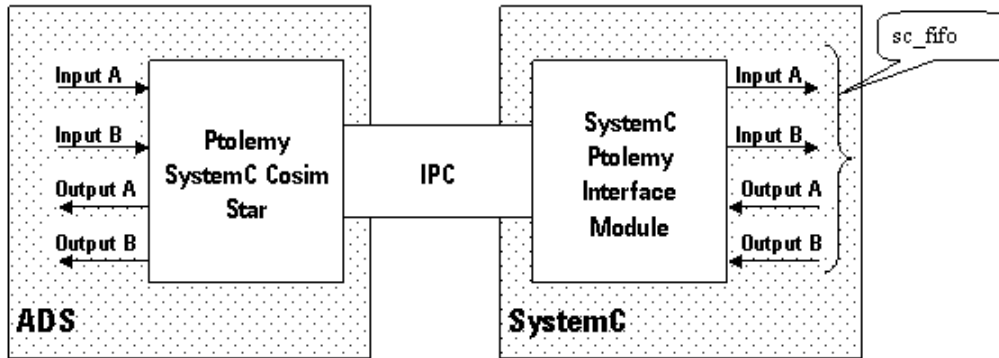 sc_fifo
Input A
Input B
Output A
Output B
Ptolemy
SystemC Cosim
Star
IPC
SystemC
Ptolemy
Interface
Module
Input A
Input B
Output A
Output B
ADS
SystemC